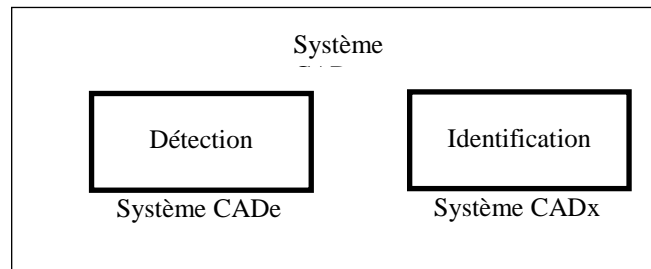 Système
Détection
Identification
Système CADe
Système CADx